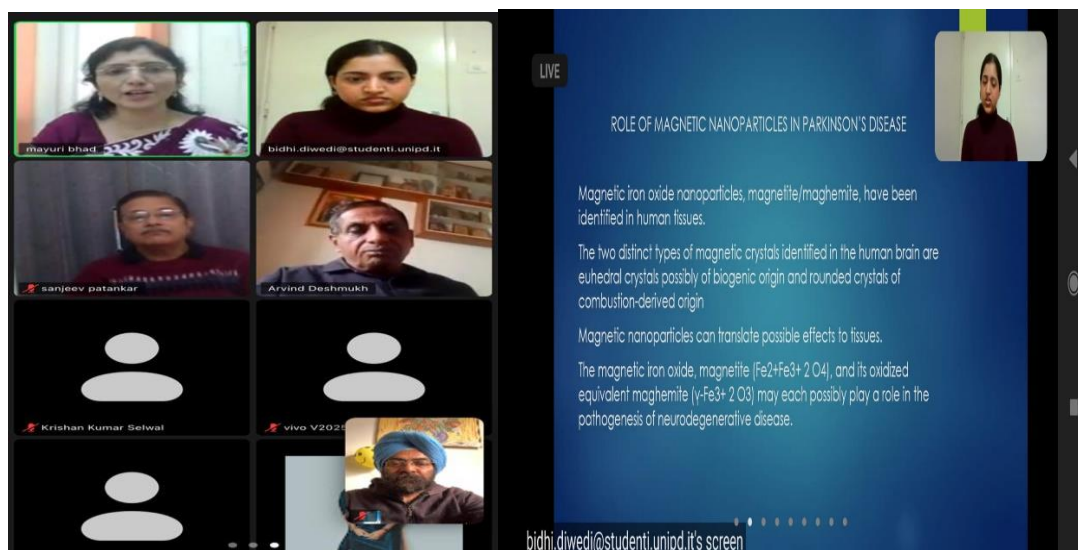 mayuri bhad
bidhi.diwedi@studenti.unipd.it
sanjeev patankar
Arvind Deshmukh
Krishan Kumar Selwal
vivo V2025
LIVE
ROLE OF MAGNETIC NANOPARTICLES IN PARKINSON'S DISEASE
Magnetic iron oxide nanoparticles, magnetite/maghemite, have been
identified in human tissues.
The two distinct types of magnetic crystals identified in the human brain are
euhedral crystals possibly of biogenic origin and rounded crystals of
combustion-derived origin
Magnetic nanoparticles can translate possible effects to tissues.
The magnetic iron oxide, magnetite (Fe2+Fe3+ 2 O4), and its oxidized
equivalent maghemite (γ-Fe3+ 2 O3) may each possibly play a role in the
pathogenesis of neurodegenerative disease.
bidhi.diwedi@studenti.unipd.it's screen